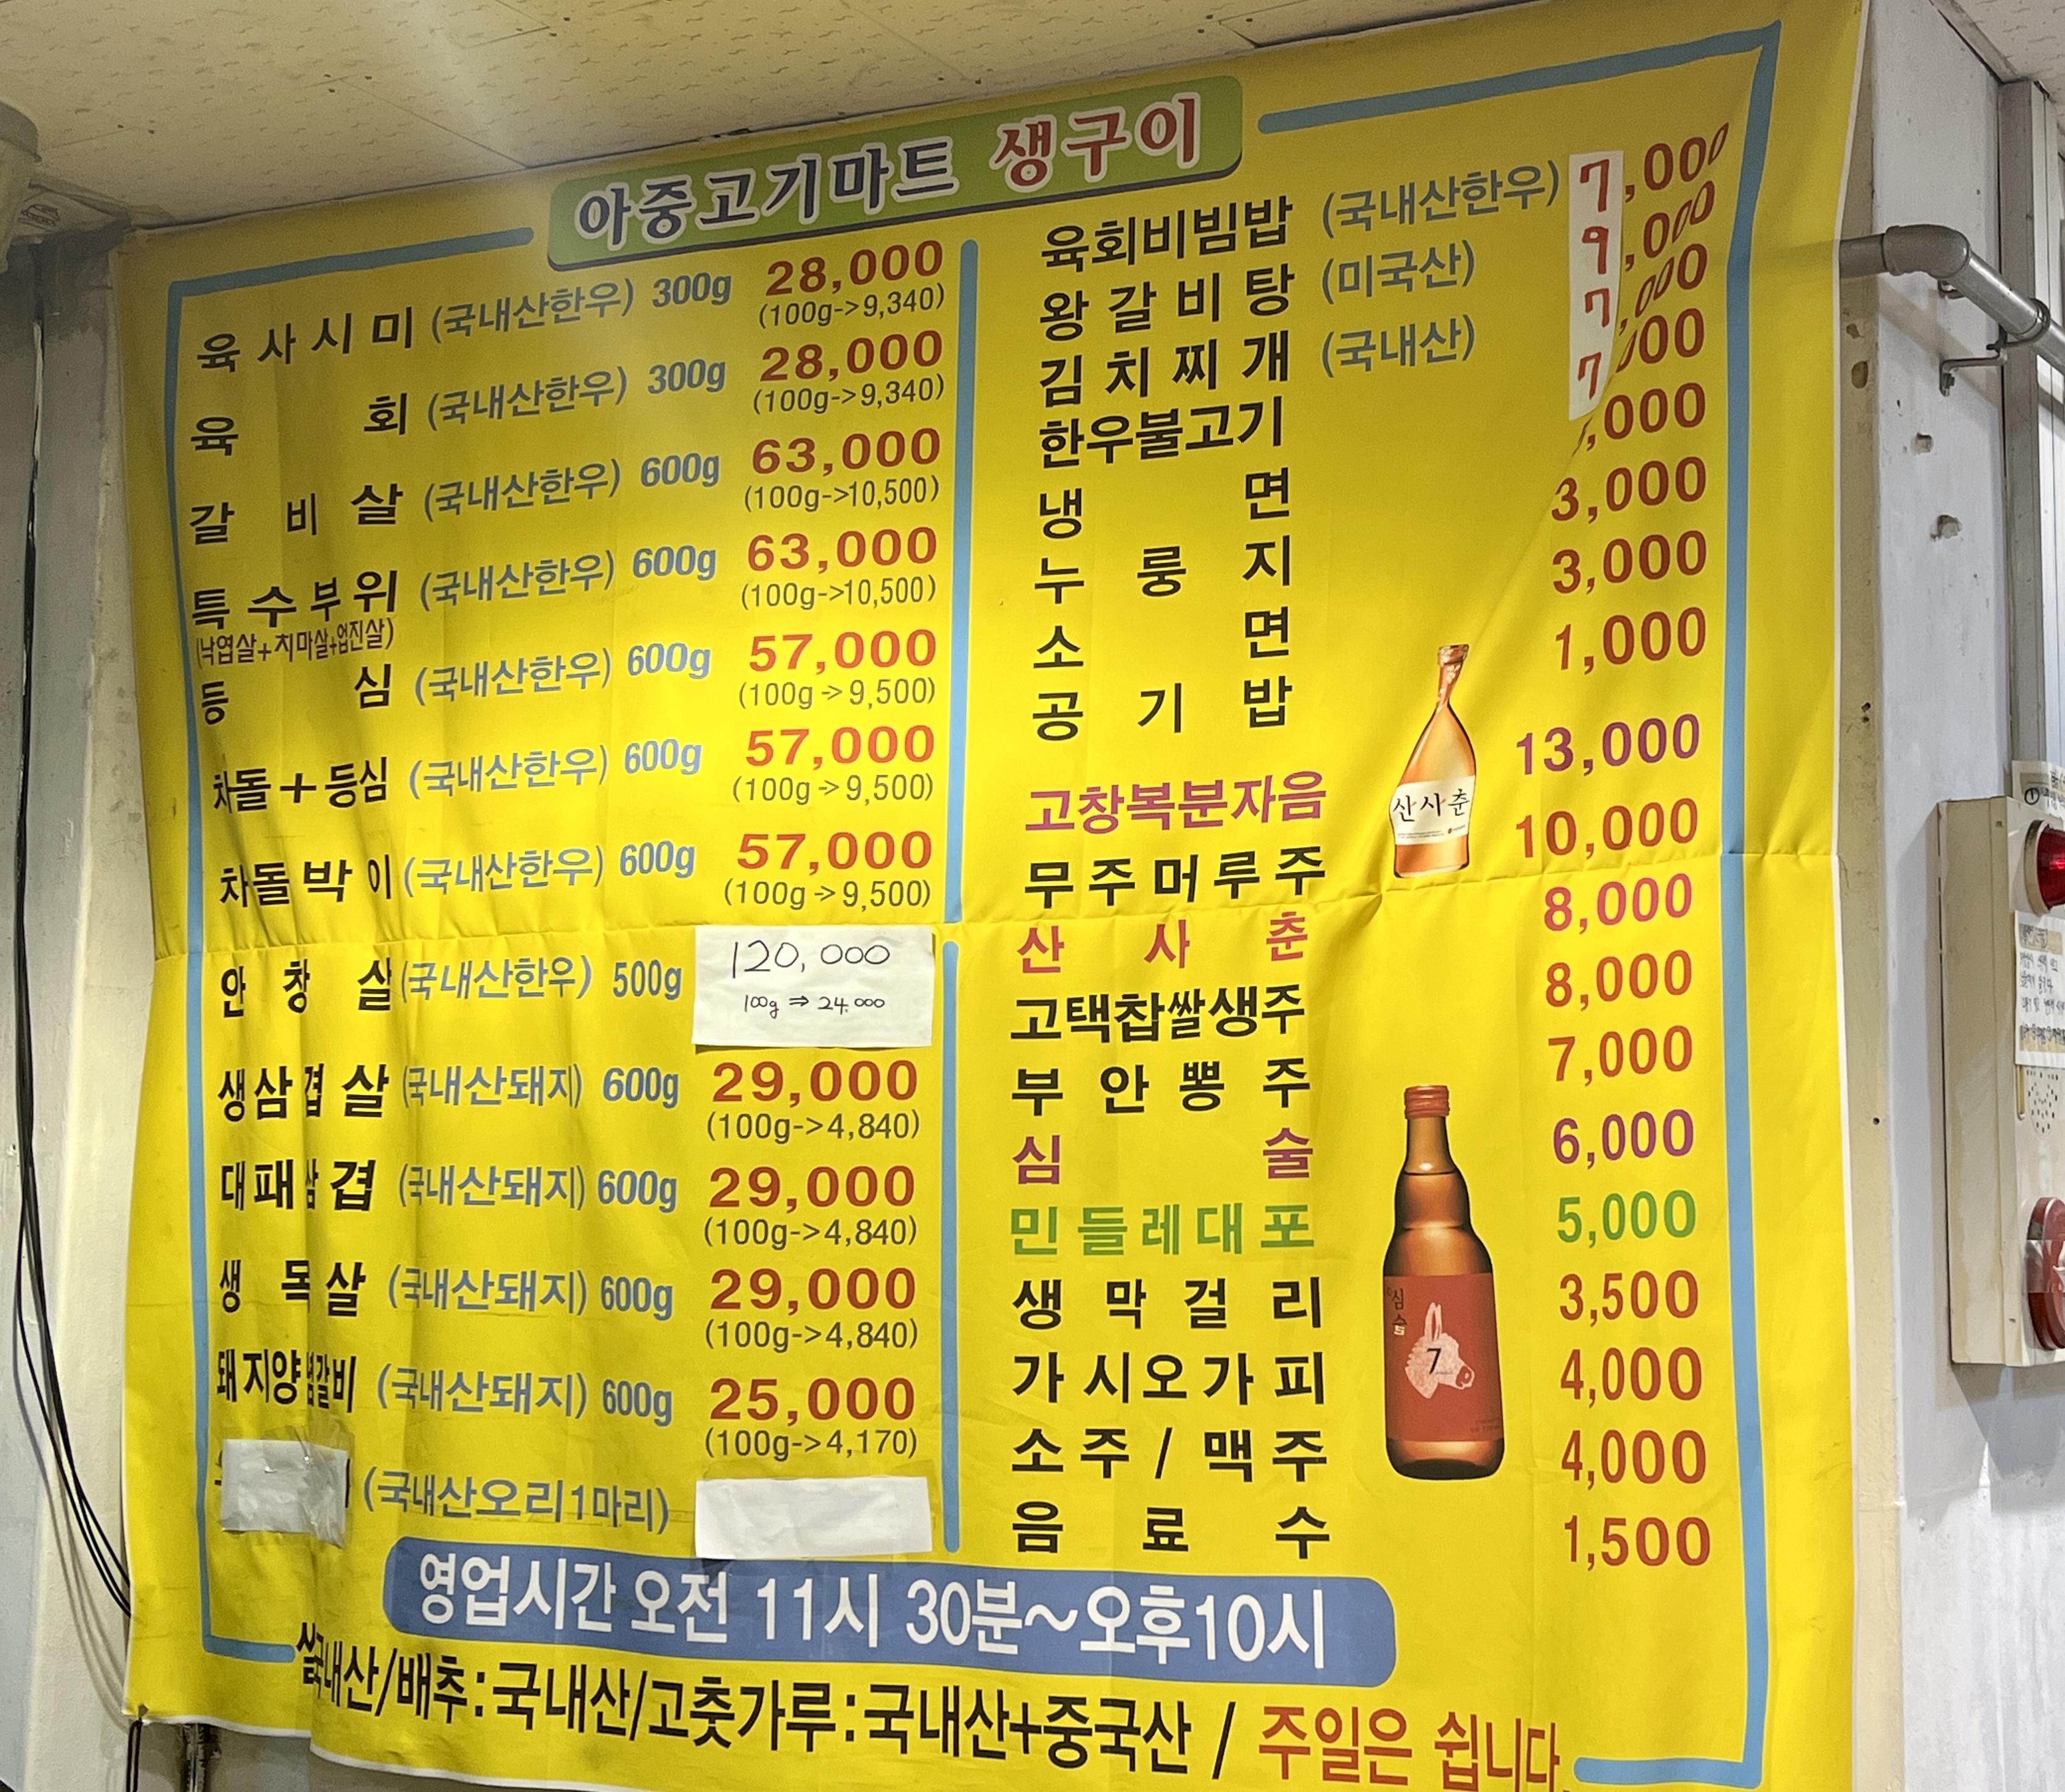 아중고기마트 생구이
육사시미 (국내산한우) 300g 28,000
(100g->9,340)
육회 (국내산한우) 300g 28,000
(100g->9,340)
갈비살 (국내산한우) 600g 63,000
(100g->10,500)
특수부위 (국내산한우) 600g 63,000
(100g->10,500)
(낙엽살+치마살+업진살)
등심 (국내산한우) 600g 57,000
(100g->9,500)
차돌+등심 (국내산한우) 600g 57,000
(100g->9,500)
차돌박이 (국내산한우) 600g 57,000
(100g->9,500)
안창살 (국내산한우) 500g 120,000
100g ⇒ 24.000
생삼겹살 (국내산돼지) 600g 29,000
(100g->4,840)
대패삼겹 (국내산돼지) 600g 29,000
(100g->4,840)
생목살 (국내산돼지) 600g 29,000
(100g->4,840)
돼지양념갈비 (국내산돼지) 600g 25,000
(100g->4,170)
(국내산오리1마리)
육회비빔밥 (국내산한우) 7,000
왕갈비탕 (미국산) 9,000
김치찌개 (국내산) 7,000
한우불고기 7,000
냉면 ,000
누룽지 3,000
소면 3,000
공기밥 1,000
고창복분자음 13,000
무주머루주 10,000
산사춘 8,000
고택찹쌀생주 8,000
부안뽕주 7,000
심술 6,000
민들레대포 5,000
생막걸리 3,500
가시오가피 4,000
소주/맥주 4,000
음료수 1,500
산사춘
심술
7
영업시간 오전 11시 30분~오후10시
쌀국내산/배추:국내산/고춧가루:국내산+중국산 / 주일은 쉽니다.